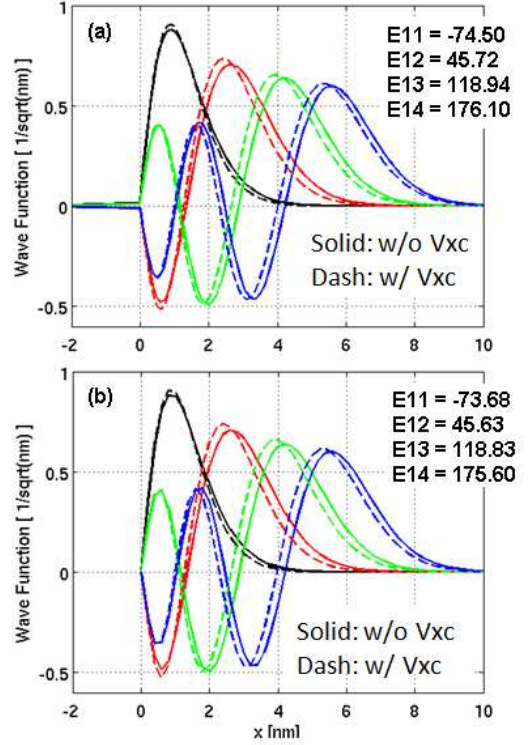 (a)
E11 = -74.50
E12 = 45.72
E13 = 118.94
E14 = 176.10
Wave Function [ 1/sqrt(nm) ]
1
0.5
0
-0.5
Solid: w/o Vxc
Dash: w/ Vxc
-2 0 2 4 6 8 10
(b)
E11 = -73.68
E12 = 45.63
E13 = 118.83
E14 = 175.60
Wave Function [ 1/sqrt(nm) ]
1
0.5
0
-0.5
Solid: w/o Vxc
Dash: w/ Vxc
-2 0 2 4 6 8 10
x [nm]